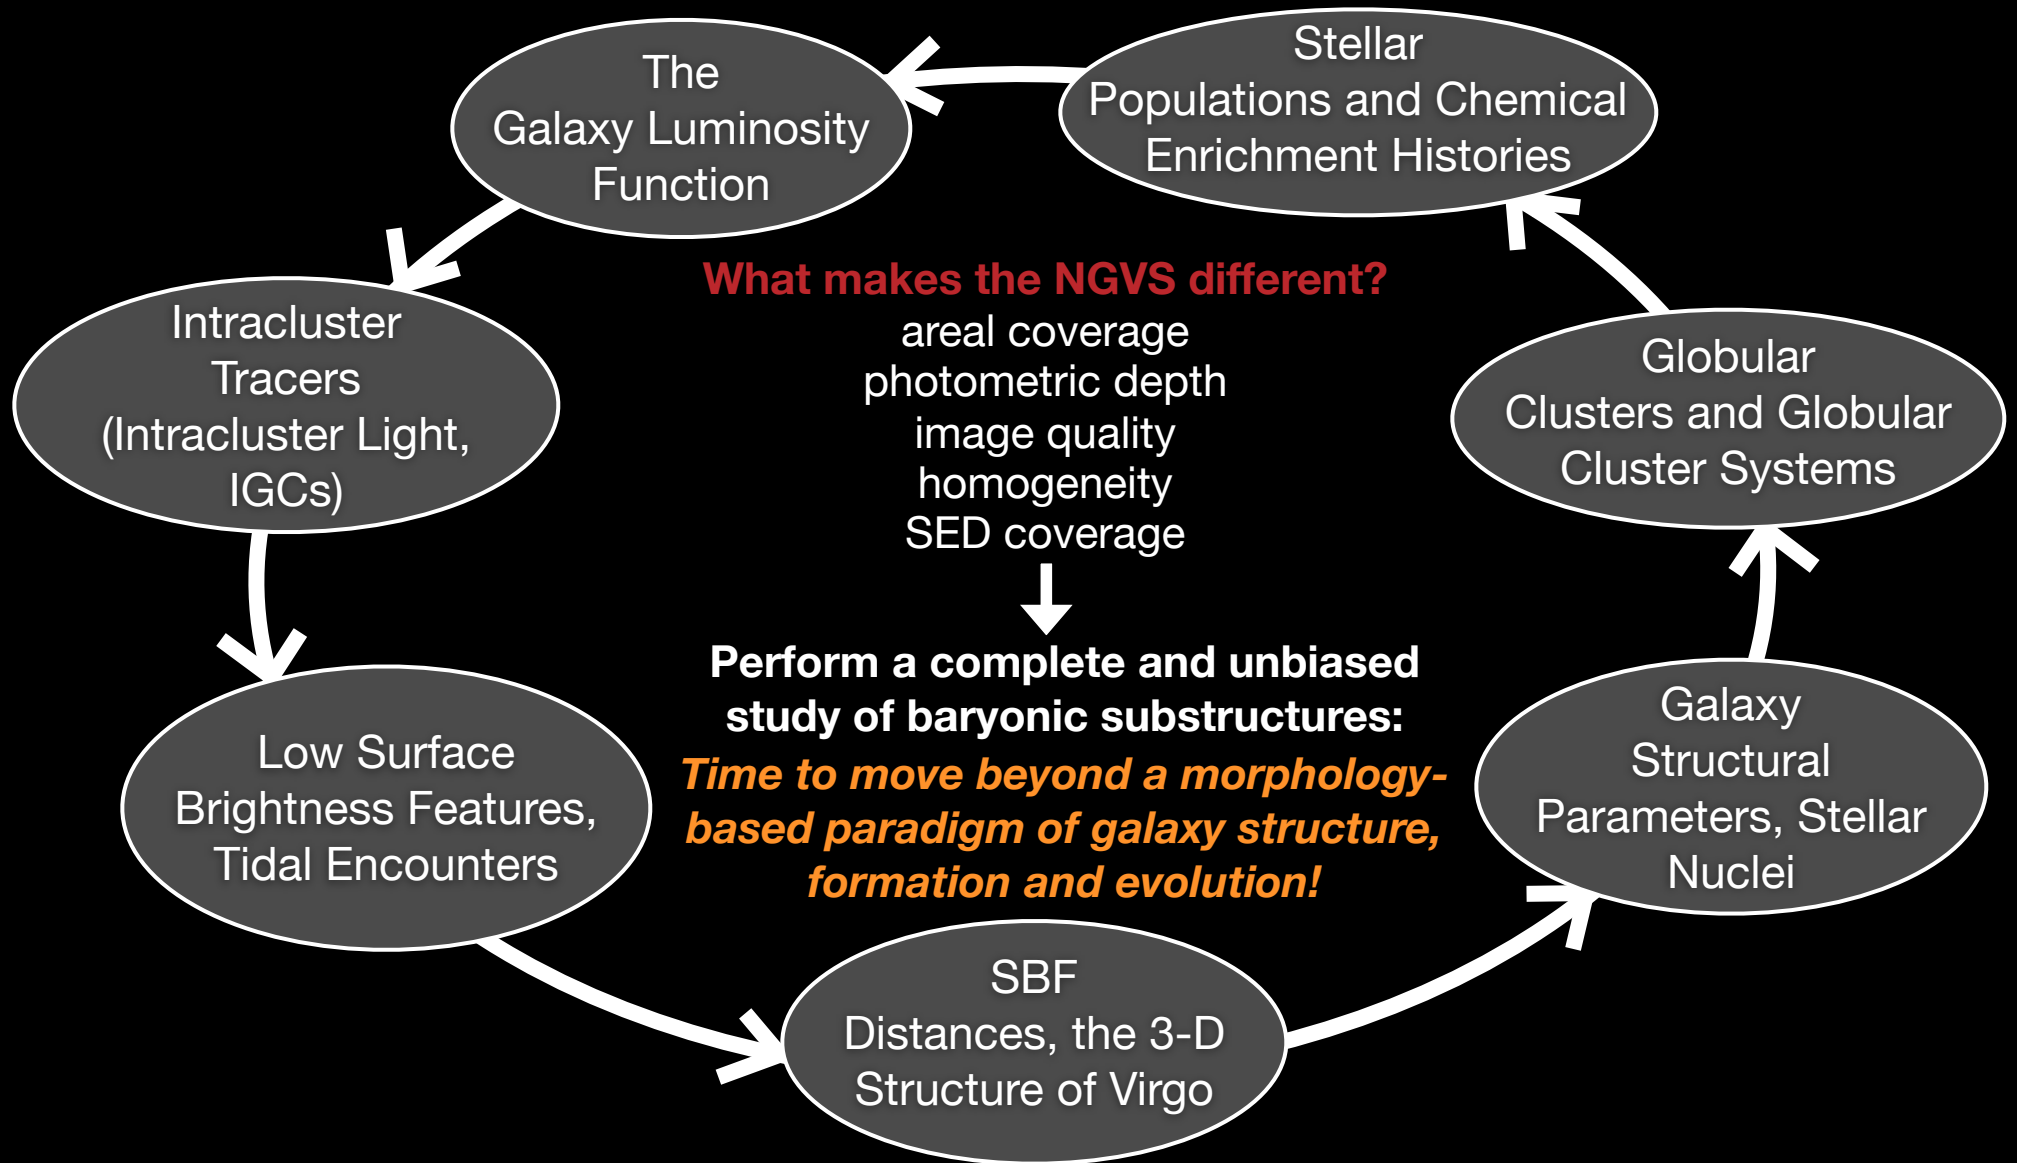 The
Galaxy Luminosity
Function
Stellar
Populations and Chemical
Enrichment Histories
Intracluster
Tracers
(Intracluster Light,
IGCs)
What makes the NGVS different?
areal coverage
photometric depth
image quality
homogeneity
SED coverage
Globular
Clusters and Globular
Cluster Systems
Low Surface
Brightness Features,
Tidal Encounters
Perform a complete and unbiased
study of baryonic substructures:
Time to move beyond a morphology-
based paradigm of galaxy structure,
formation and evolution!
Galaxy
Structural
Parameters, Stellar
Nuclei
SBF
Distances, the 3-D
Structure of Virgo